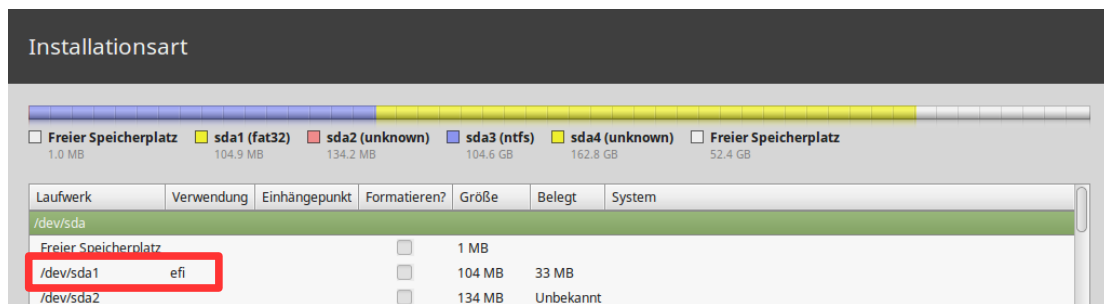 Installationsart
Freier Speicherplatz sda1 (fat32) sda2 (unknown) sda3 (ntfs) sda4 (unknown) Freier Speicherplatz
1.0 MB 104.9 MB 134.2 MB 104.6 GB 162.8 GB 52.4 GB
Laufwerk Verwendung Einhängepunkt Formatieren? Größe Belegt System
/dev/sda
Freier Speicherplatz 1 MB
/dev/sda1 efi 104 MB 33 MB
/dev/sda2 134 MB Unbekannt